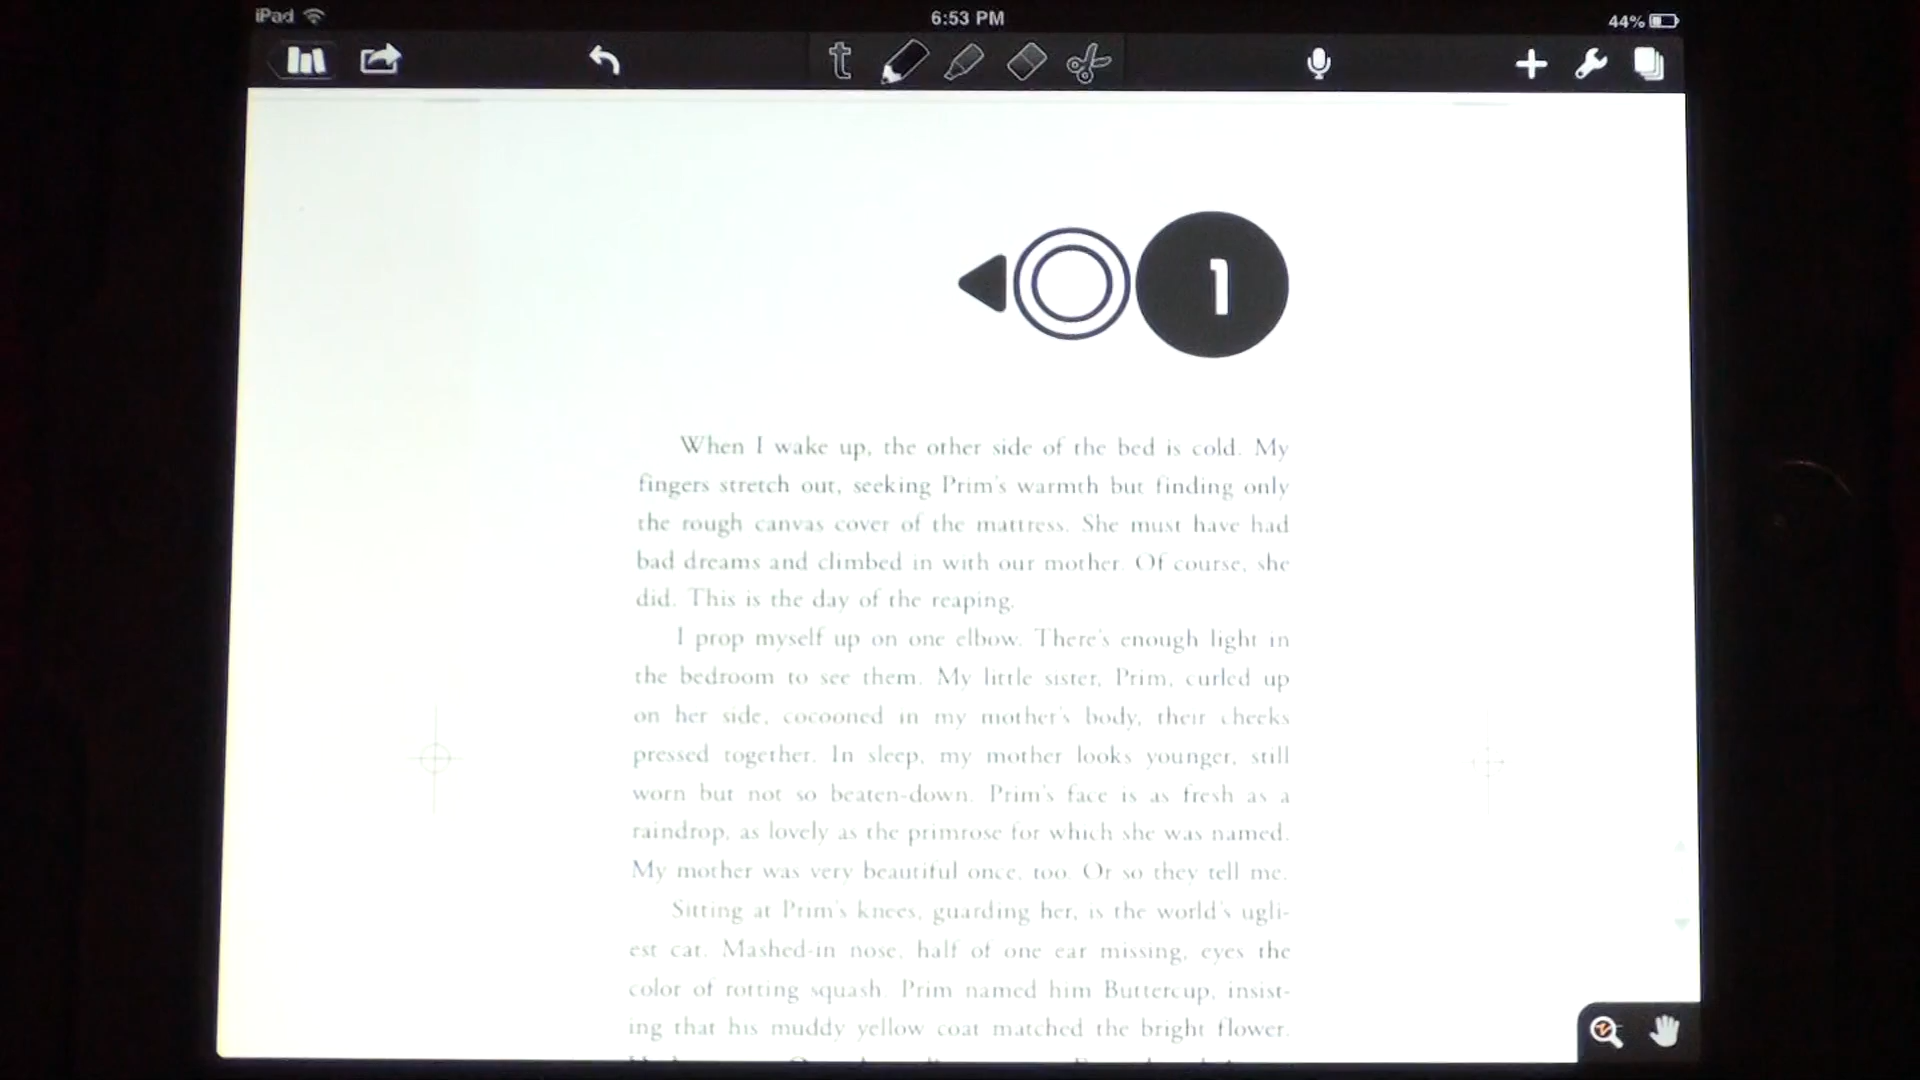 iPad
6:53 PM
44%
t
1
When I wake up, the other side of the bed is cold. My
fingers stretch out, seeking Prim's warmth but finding only
the rough canvas cover of the mattress. She must have had
bad dreams and climbed in with our mother. Of course, she
did. This is the day of the reaping.
I prop myself up on one elbow. There's enough light in
the bedroom to see them. My little sister, Prim, curled up
on her side, cocooned in my mother's body, their cheeks
pressed together. In sleep, my mother looks younger, still
worn but not so beaten-down. Prim's face is as fresh as a
raindrop, as lovely as the primrose for which she was named.
My mother was very beautiful once, too. Or so they tell me.
Sitting at Prim's knees, guarding her, is the world's ugli-
est cat. Mashed-in nose, half of one ear missing, eyes the
color of rotting squash. Prim named him Buttercup, insist-
ing that his muddy yellow coat matched the bright flower.